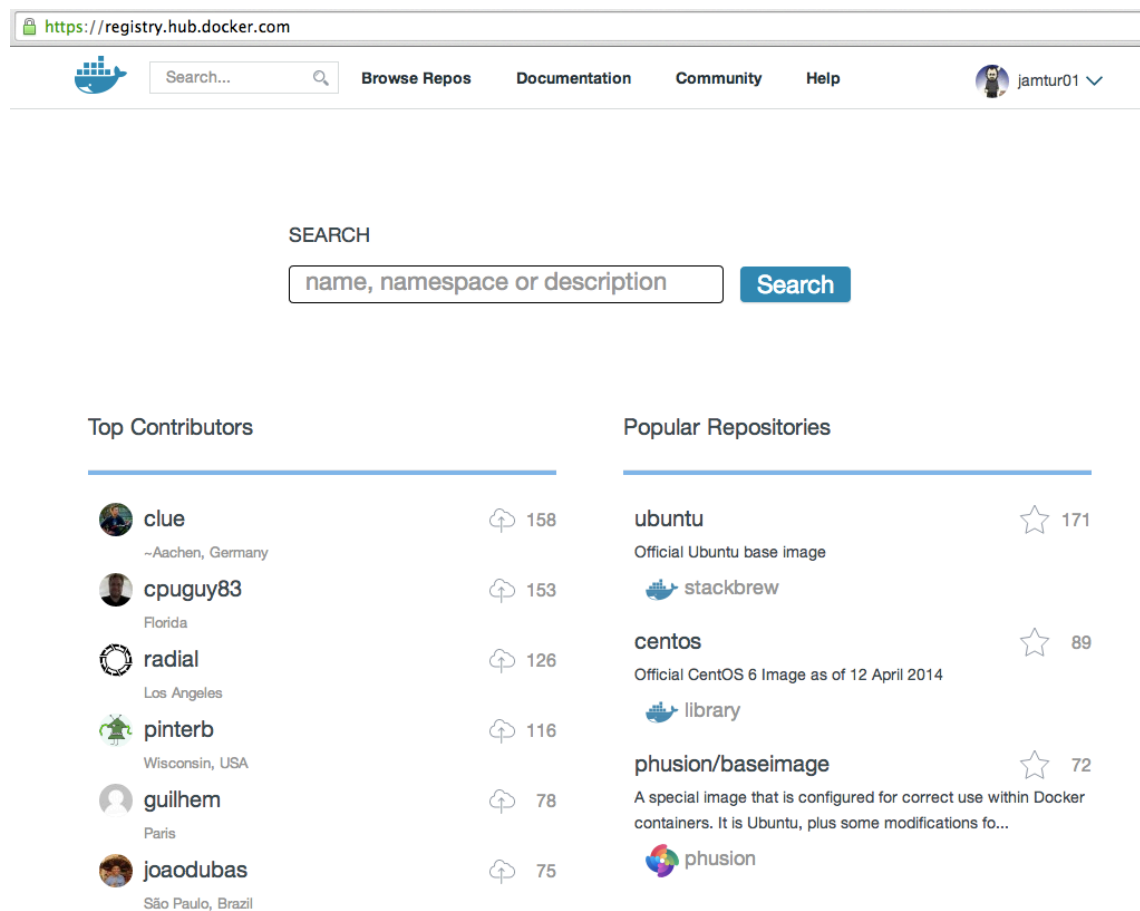 https://registry.hub.docker.com
Search...
Browse Repos
Documentation
Community
Help
jamtur01
SEARCH
name, namespace or description
Search
Top Contributors
clue
158
~Aachen, Germany
cpuguy83
153
Florida
radial
126
Los Angeles
pinterb
116
Wisconsin, USA
guilhem
78
Paris
joaodubas
75
São Paulo, Brazil
Popular Repositories
ubuntu
171
Official Ubuntu base image
stackbrew
centos
89
Official CentOS 6 Image as of 12 April 2014
library
phusion/baseimage
72
A special image that is configured for correct use within Docker
containers. It is Ubuntu, plus some modifications fo...
phusion